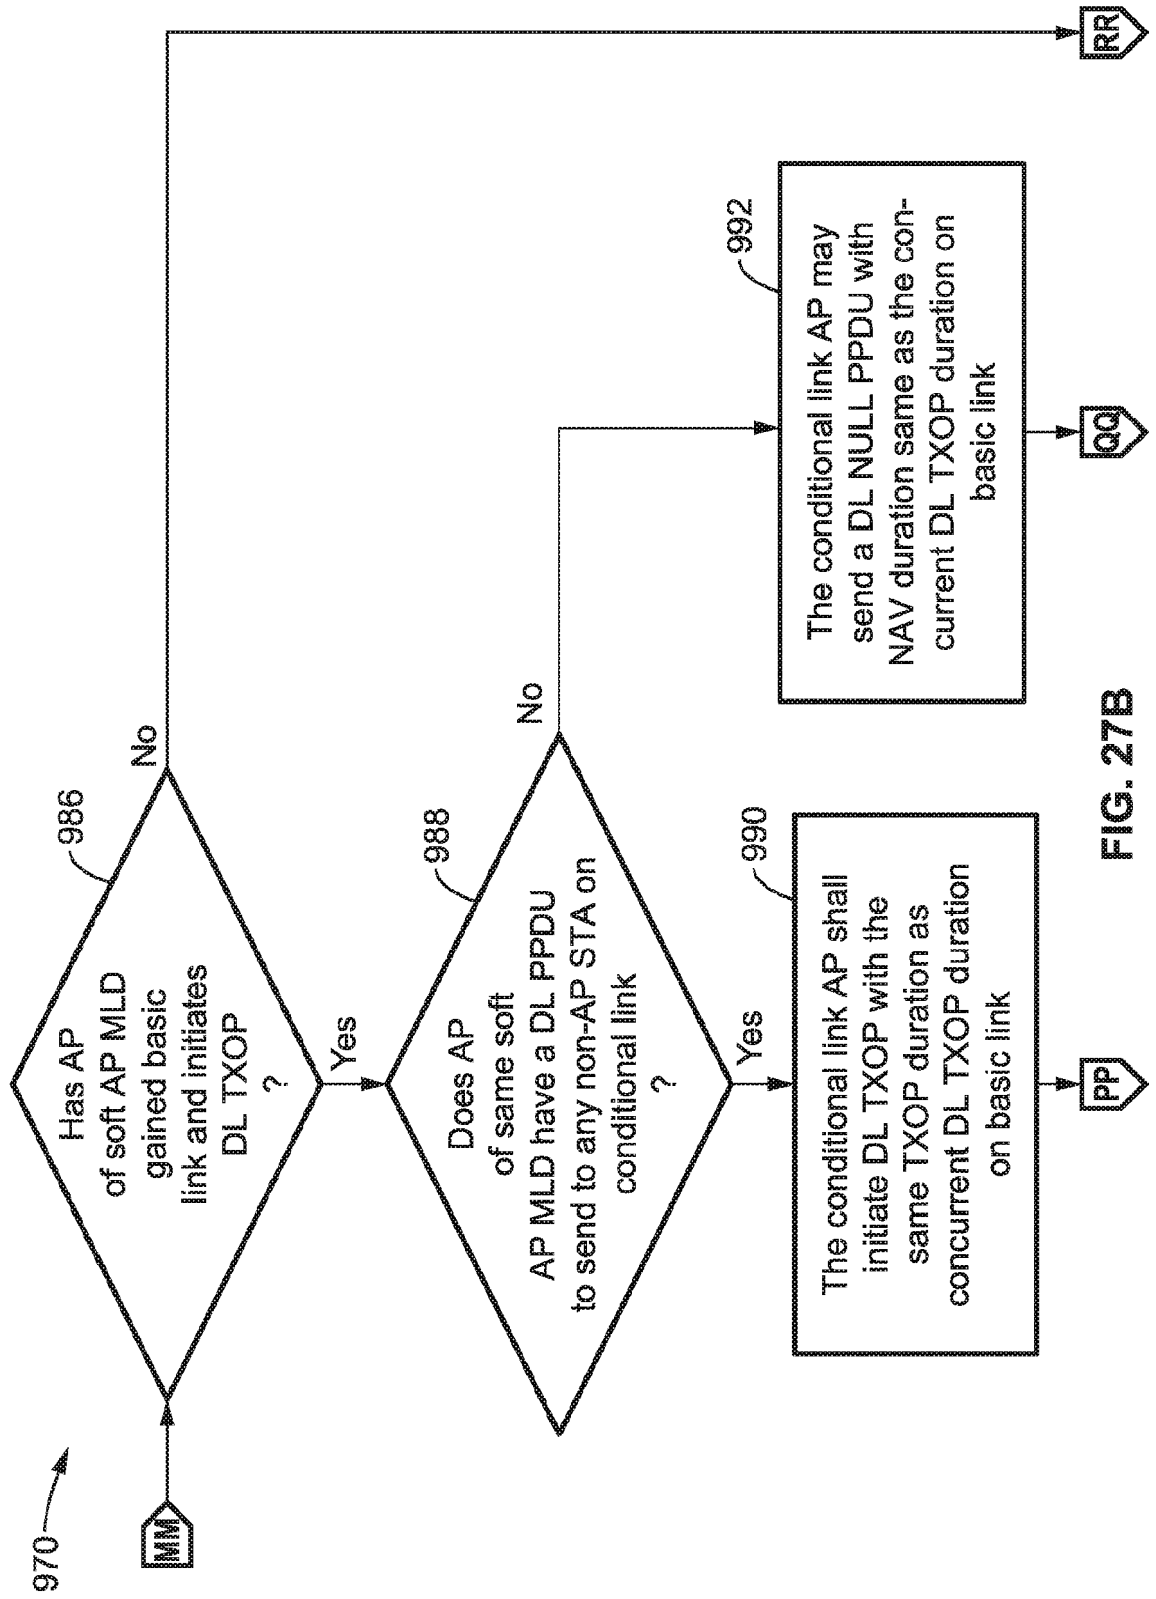 970
MM
986
Has AP
of soft AP MLD
gained basic
link and initiates
DL TXOP
?
No
Yes
988
Does AP
of same soft
AP MLD have a DL PPDU
to send to any non-AP STA on
conditional link
?
No
Yes
990
The conditional link AP shall
initiate DL TXOP with the
same TXOP duration as
concurrent DL TXOP duration
on basic link
992
The conditional link AP may
send a DL NULL PPDU with
NAV duration same as the con-
current DL TXOP duration on
basic link
PP
QQ
RR
FIG. 27B